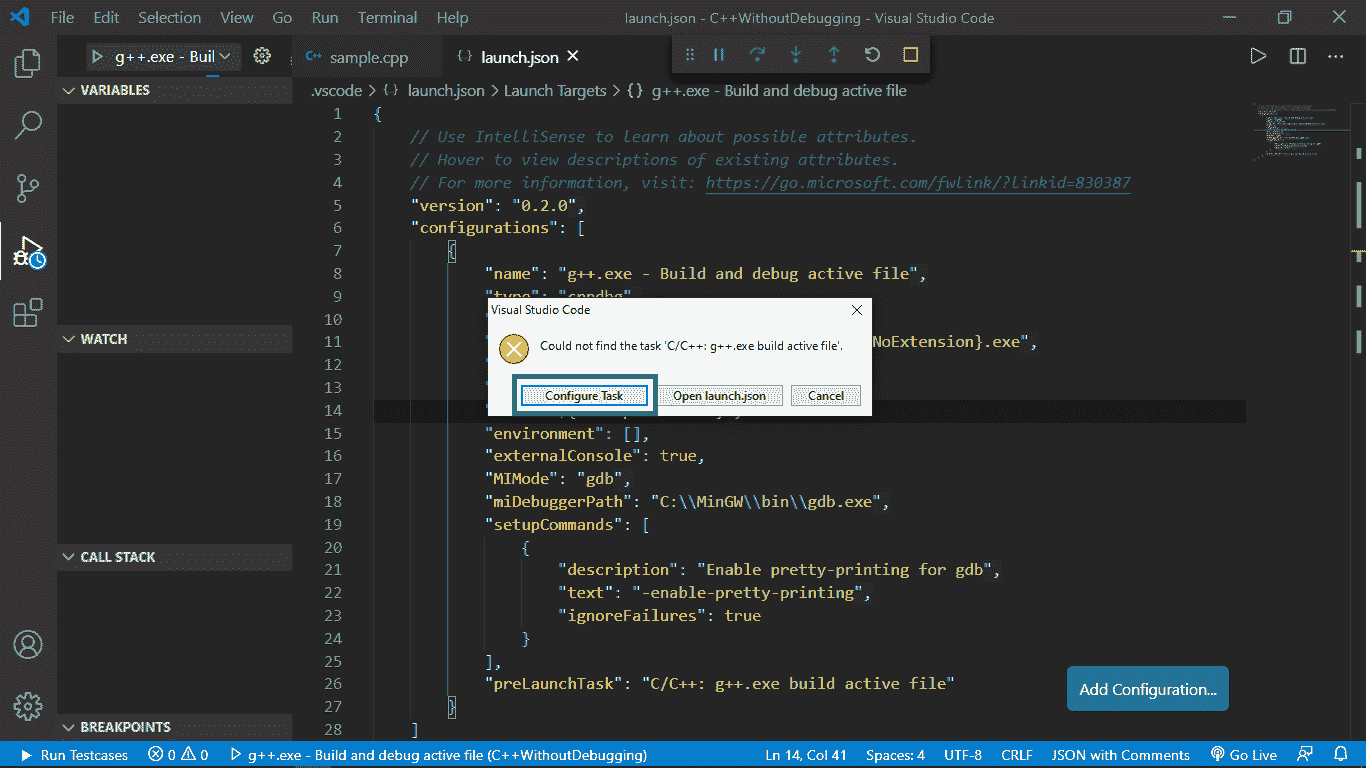 File Edit Selection View Go Run Terminal Help
launch.json - C++WithoutDebugging - Visual Studio Code
g++.exe - Buil
sample.cpp
launch.json
.vscode > {} launch.json > Launch Targets > {} g++.exe - Build and debug active file
VARIABLES
WATCH
CALL STACK
BREAKPOINTS
1 {
2 // Use IntelliSense to learn about possible attributes.
3 // Hover to view descriptions of existing attributes.
4 // For more information, visit: https://go.microsoft.com/fwlink/?linkid=830387
5 "version": "0.2.0",
6 "configurations": [
7 {
8 "name": "g++.exe - Build and debug active file",
9 "type": "cppdbg",
10
11 NoExtension}.exe",
12
13
14
15 "environment": [],
16 "externalConsole": true,
17 "MIMode": "gdb",
18 "miDebuggerPath": "C:\\MinGW\\bin\\gdb.exe",
19 "setupCommands": [
20 {
21 "description": "Enable pretty-printing for gdb",
22 "text": "-enable-pretty-printing",
23 "ignoreFailures": true
24 }
25 ],
26 "preLaunchTask": "C/C++: g++.exe build active file"
27 }
28 ]
Visual Studio Code
Could not find the task 'C/C++: g++.exe build active file'.
Configure Task Open launch.json Cancel
Add Configuration...
Run Testcases 0 0 g++.exe - Build and debug active file (C++WithoutDebugging) Ln 14, Col 41 Spaces: 4 UTF-8 CRLF JSON with Comments Go Live